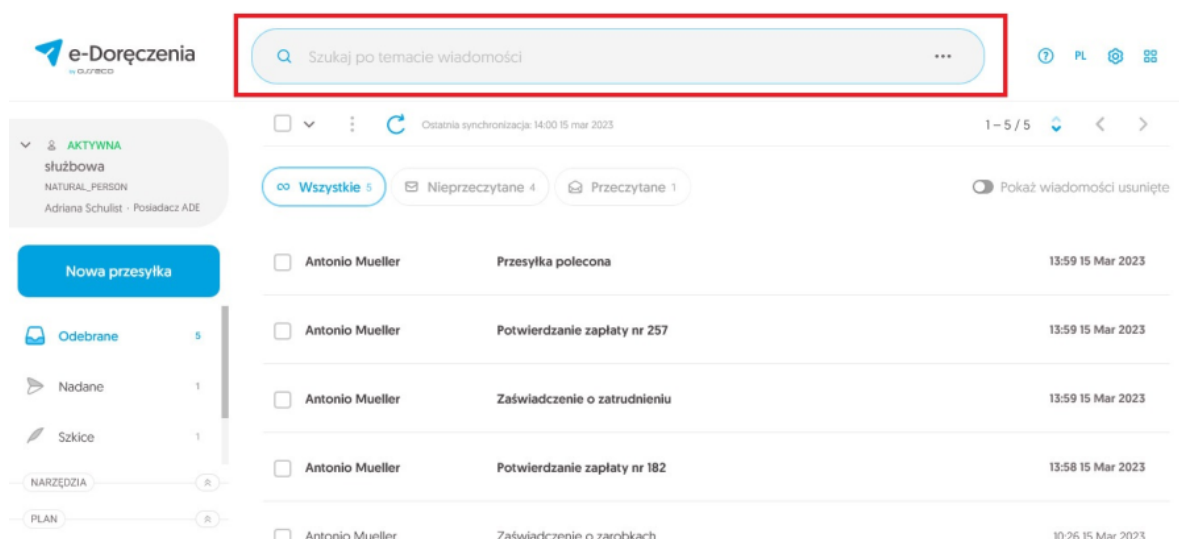 e-Doręczenia
Szukaj po temacie wiadomości
PL
Ostatnia synchronizacja: 14:00 15 mar 2023
1 – 5 / 5
AKTYWNA
służbowa
NATURAL_PERSON
Adriana Schulist - Posiadacz ADE
Wszystkie 5
Nieprzeczytane 4
Przeczytane 1
Pokaż wiadomości usunięte
Nowa przesyłka
Antonio Mueller Przesyłka polecona 13:59 15 Mar 2023
Odebrane 5
Antonio Mueller Potwierdzanie zapłaty nr 257 13:59 15 Mar 2023
Nadane 1
Antonio Mueller Zaświadczenie o zatrudnieniu 13:59 15 Mar 2023
Szkice 1
Antonio Mueller Potwierdzanie zapłaty nr 182 13:58 15 Mar 2023
NARZĘDZIA
PLAN
Antonio Mueller Zaświadczenie o zarobkach 10:26 15 Mar 2023